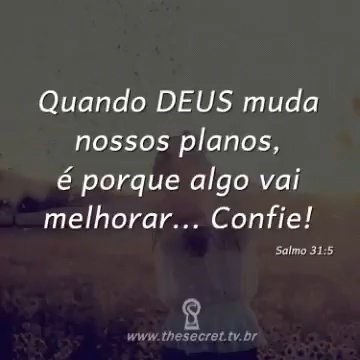 Quando DEUS muda
nossos planos,
é porque algo vai
melhorar... Confie!
Salmo 31:5
www.thesecret.tv.br